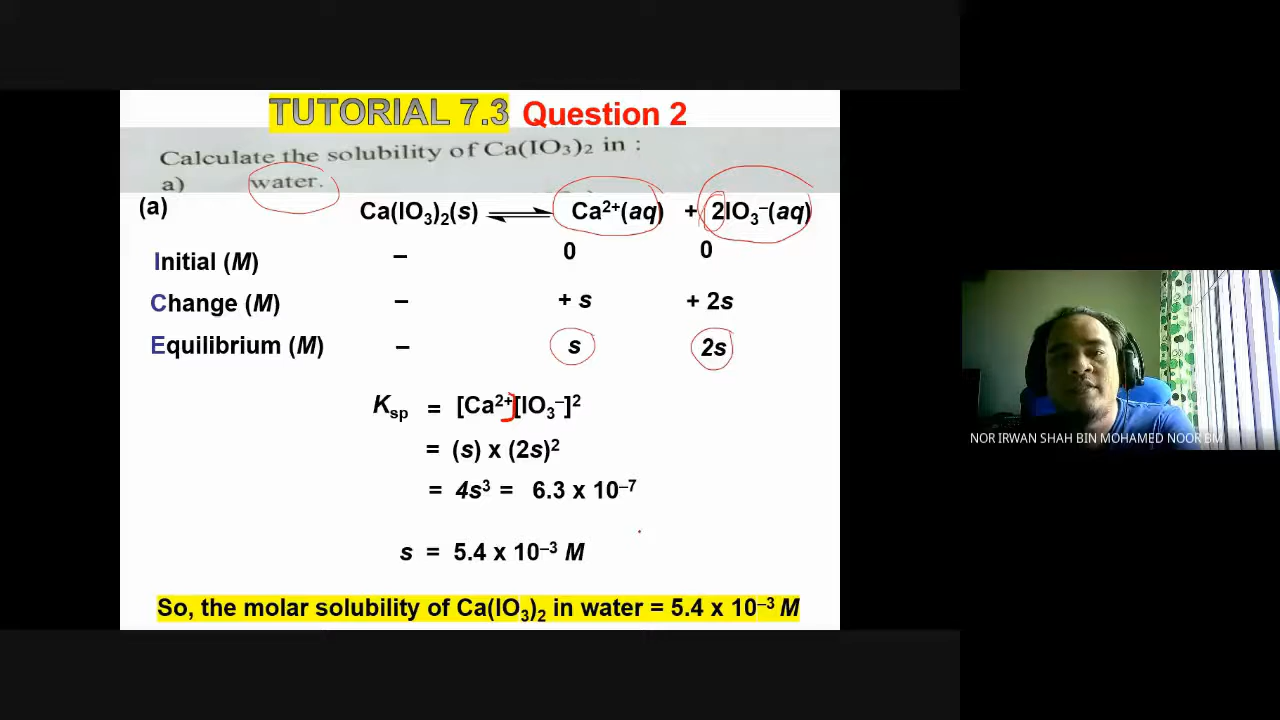 TUTORIAL 7.3 Question 2
Calculate the solubility of Ca(IO₃)₂ in :
a) water.
(a) Ca(IO₃)₂(s) ⇌ Ca²⁺(aq) + 2IO₃⁻(aq)
Initial (M) – 0 0
Change (M) – + s + 2s
Equilibrium (M) – s 2s
Kₛₚ = [Ca²⁺][IO₃⁻]²
= (s) x (2s)²
= 4s³ = 6.3 x 10⁻⁷
s = 5.4 x 10⁻³ M
So, the molar solubility of Ca(IO₃)₂ in water = 5.4 x 10⁻³ M
NOR IRWAN SHAH BIN MOHAMED NOOR BM